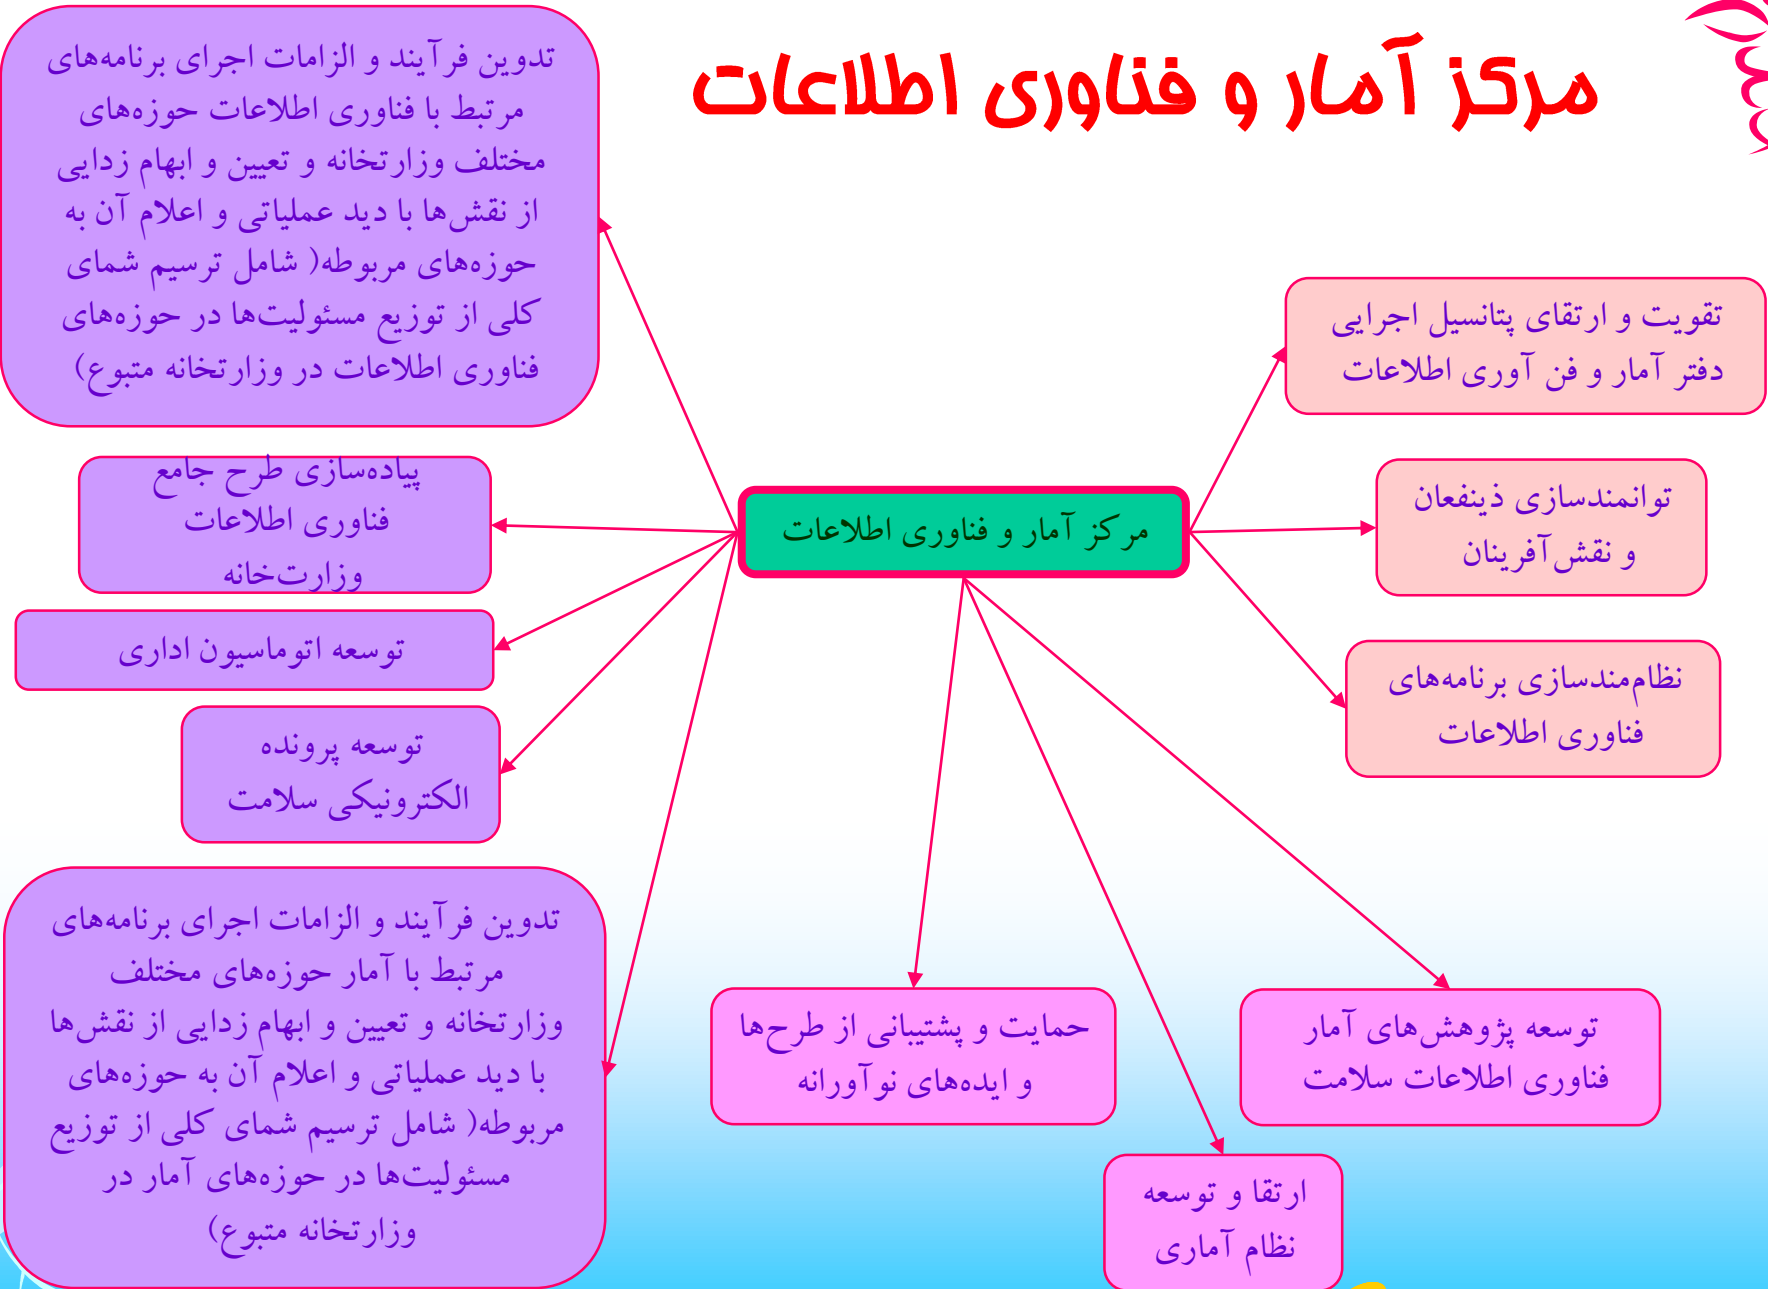 مرکز آمار و فناوری اطلاعات
تدوین فرآیند و الزامات اجرای برنامه‌های
مرتبط با فناوری اطلاعات حوزه‌های
مختلف وزارتخانه و تعیین و ابهام زدایی
از نقش‌ها با دید عملیاتی و اعلام آن به
حوزه‌های مربوطه( شامل ترسیم شمای
کلی از توزیع مسئولیت‌ها در حوزه‌های
فناوری اطلاعات در وزارتخانه متبوع)
تقویت و ارتقای پتانسیل اجرایی
دفتر آمار و فن آوری اطلاعات
توانمندسازی ذینفعان
و نقش‌آفرینان
نظام‌مندسازی برنامه‌های
فناوری اطلاعات
مرکز آمار و فناوری اطلاعات
پیاده‌سازی طرح جامع
فناوری اطلاعات
وزارت‌خانه
توسعه اتوماسیون اداری
توسعه پرونده
الکترونیکی سلامت
تدوین فرآیند و الزامات اجرای برنامه‌های
مرتبط با آمار حوزه‌های مختلف
وزارتخانه و تعیین و ابهام زدایی از نقش‌ها
با دید عملیاتی و اعلام آن به حوزه‌های
مربوطه( شامل ترسیم شمای کلی از توزیع
مسئولیت‌ها در حوزه‌های آمار در
وزارتخانه متبوع)
توسعه پژوهش‌های آمار
فناوری اطلاعات سلامت
حمایت و پشتیبانی از طرح‌ها
و ایده‌های نوآورانه
ارتقا و توسعه
نظام آماری